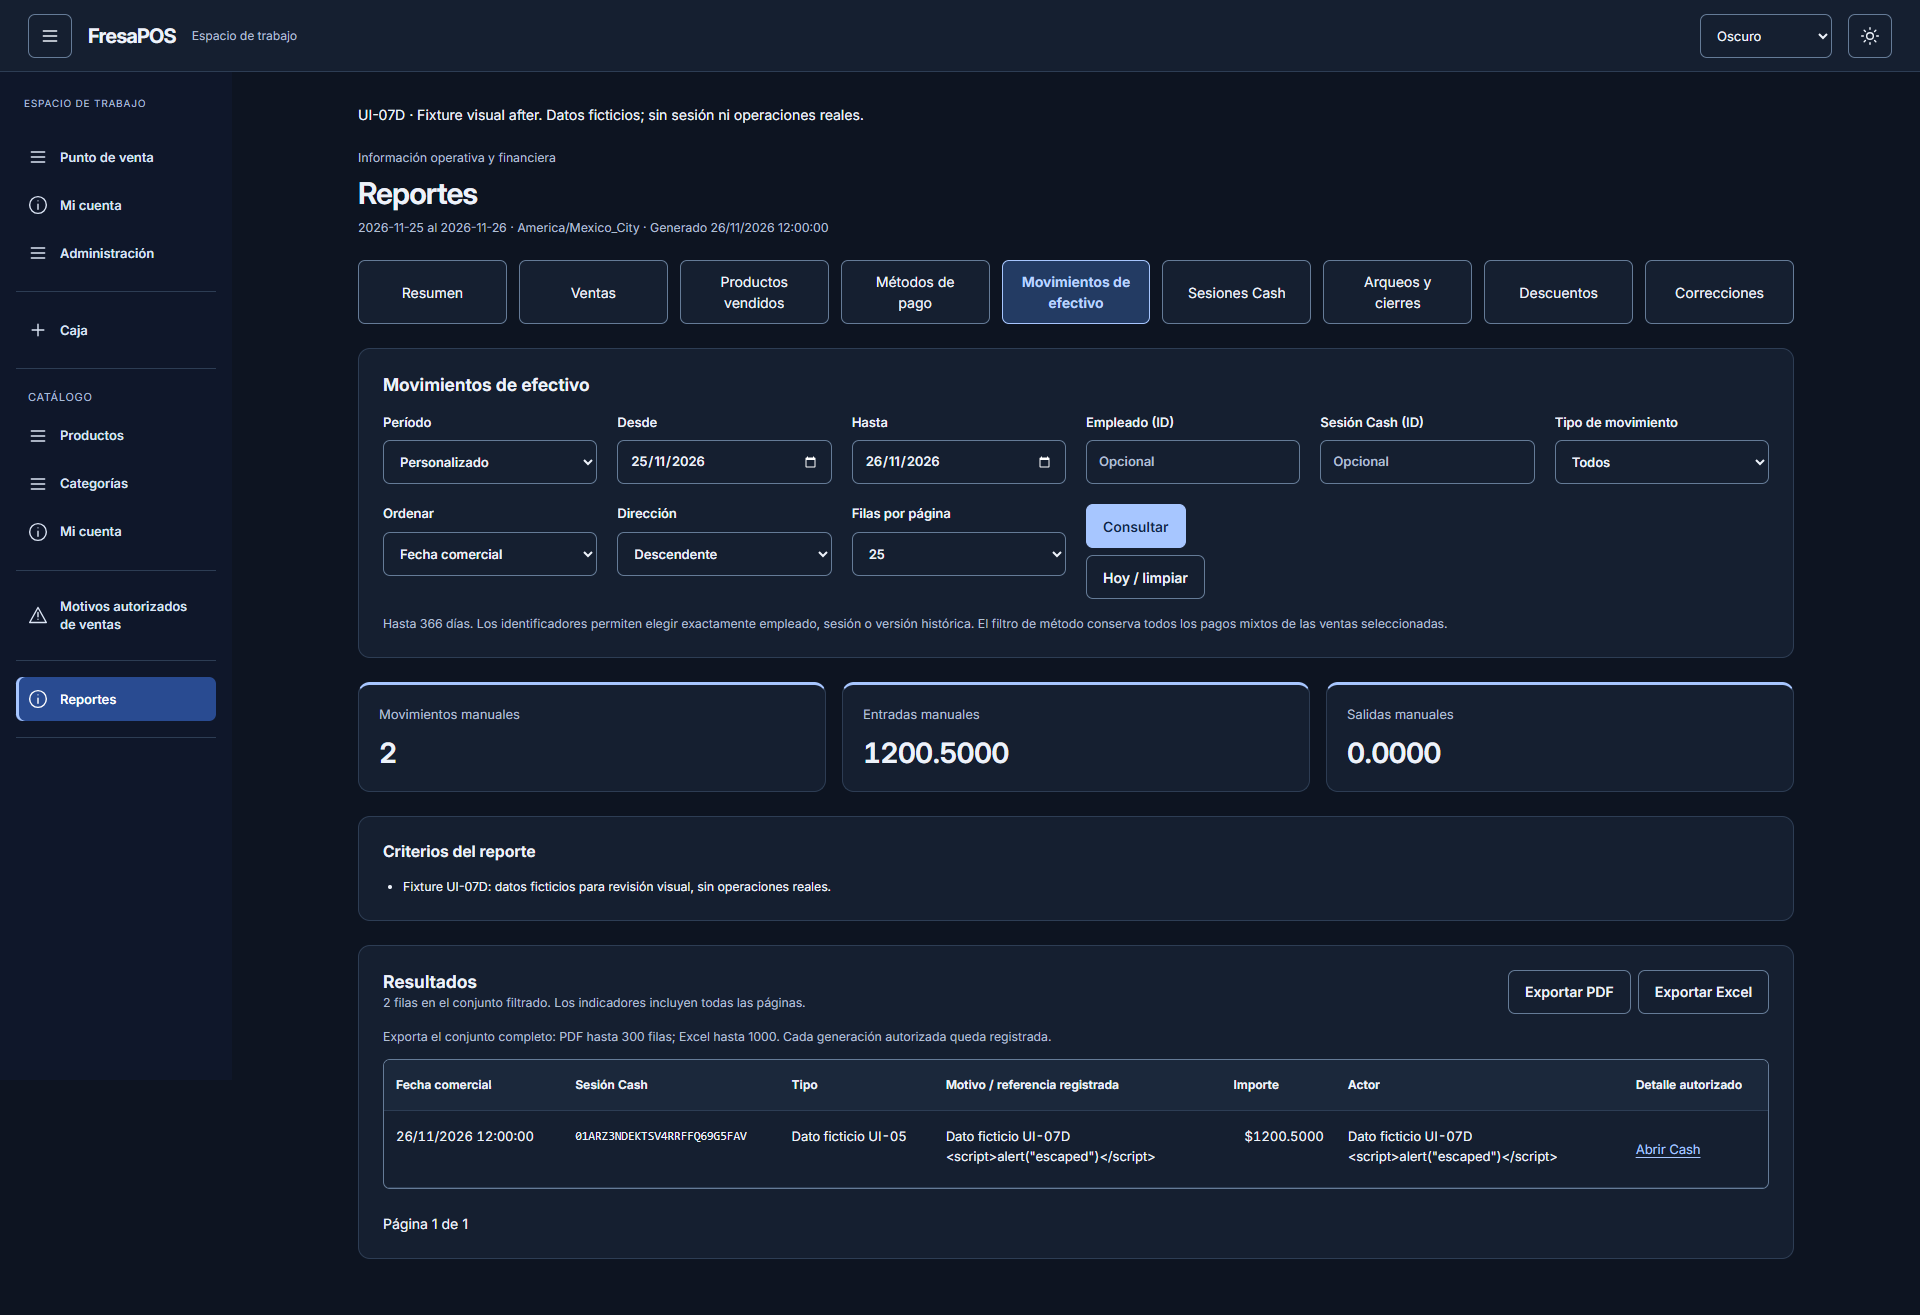 FresaPOS
Espacio de trabajo
Oscuro
ESPACIO DE TRABAJO
Punto de venta
Mi cuenta
Administración
Caja
CATÁLOGO
Productos
Categorías
Mi cuenta
Motivos autorizados
de ventas
Reportes
UI-07D · Fixture visual after. Datos ficticios; sin sesión ni operaciones reales.
Información operativa y financiera
Reportes
2026-11-25 al 2026-11-26 · America/Mexico_City · Generado 26/11/2026 12:00:00
Resumen
Ventas
Productos
vendidos
Métodos de
pago
Movimientos de
efectivo
Sesiones Cash
Arqueos y
cierres
Descuentos
Correcciones
Movimientos de efectivo
Período
Desde
Hasta
Empleado (ID)
Sesión Cash (ID)
Tipo de movimiento
Personalizado
25/11/2026
26/11/2026
Opcional
Opcional
Todos
Ordenar
Dirección
Filas por página
Fecha comercial
Descendente
25
Consultar
Hoy / limpiar
Hasta 366 días. Los identificadores permiten elegir exactamente empleado, sesión o versión histórica. El filtro de método conserva todos los pagos mixtos de las ventas seleccionadas.
Movimientos manuales
2
Entradas manuales
1200.5000
Salidas manuales
0.0000
Criterios del reporte
• Fixture UI-07D: datos ficticios para revisión visual, sin operaciones reales.
Resultados
2 filas en el conjunto filtrado. Los indicadores incluyen todas las páginas.
Exportar PDF
Exportar Excel
Exporta el conjunto completo: PDF hasta 300 filas; Excel hasta 1000. Cada generación autorizada queda registrada.
Fecha comercial
Sesión Cash
Tipo
Motivo / referencia registrada
Importe
Actor
Detalle autorizado
26/11/2026 12:00:00
01ARZ3NDEKTSV4RRFFQ69G5FAV
Dato ficticio UI-05
Dato ficticio UI-07D
<script>alert("escaped")</script>
$1200.5000
Dato ficticio UI-07D
<script>alert("escaped")</script>
Abrir Cash
Página 1 de 1